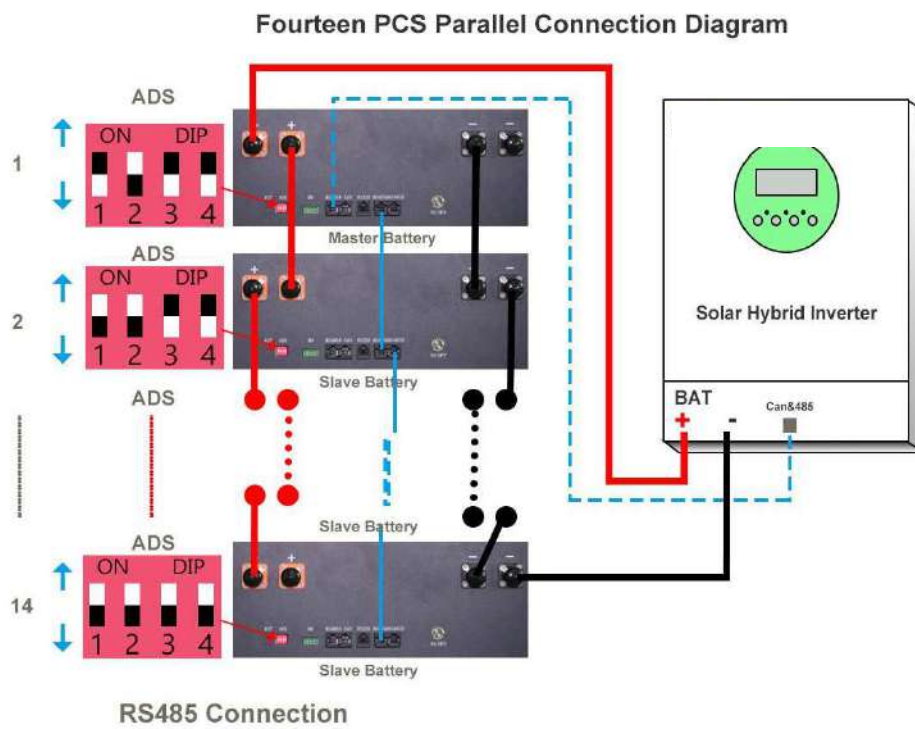 Fourteen PCS Parallel Connection Diagram
ADS
ON DIP
1
1 2 3 4
+
+
−
−
Master Battery
ADS
ON DIP
2
1 2 3 4
+
−
Slave Battery
ADS
Solar Hybrid Inverter
BAT
Can&485
+
-
Slave Battery
ADS
ON DIP
14
1 2 3 4
+
−
−
Slave Battery
RS485 Connection